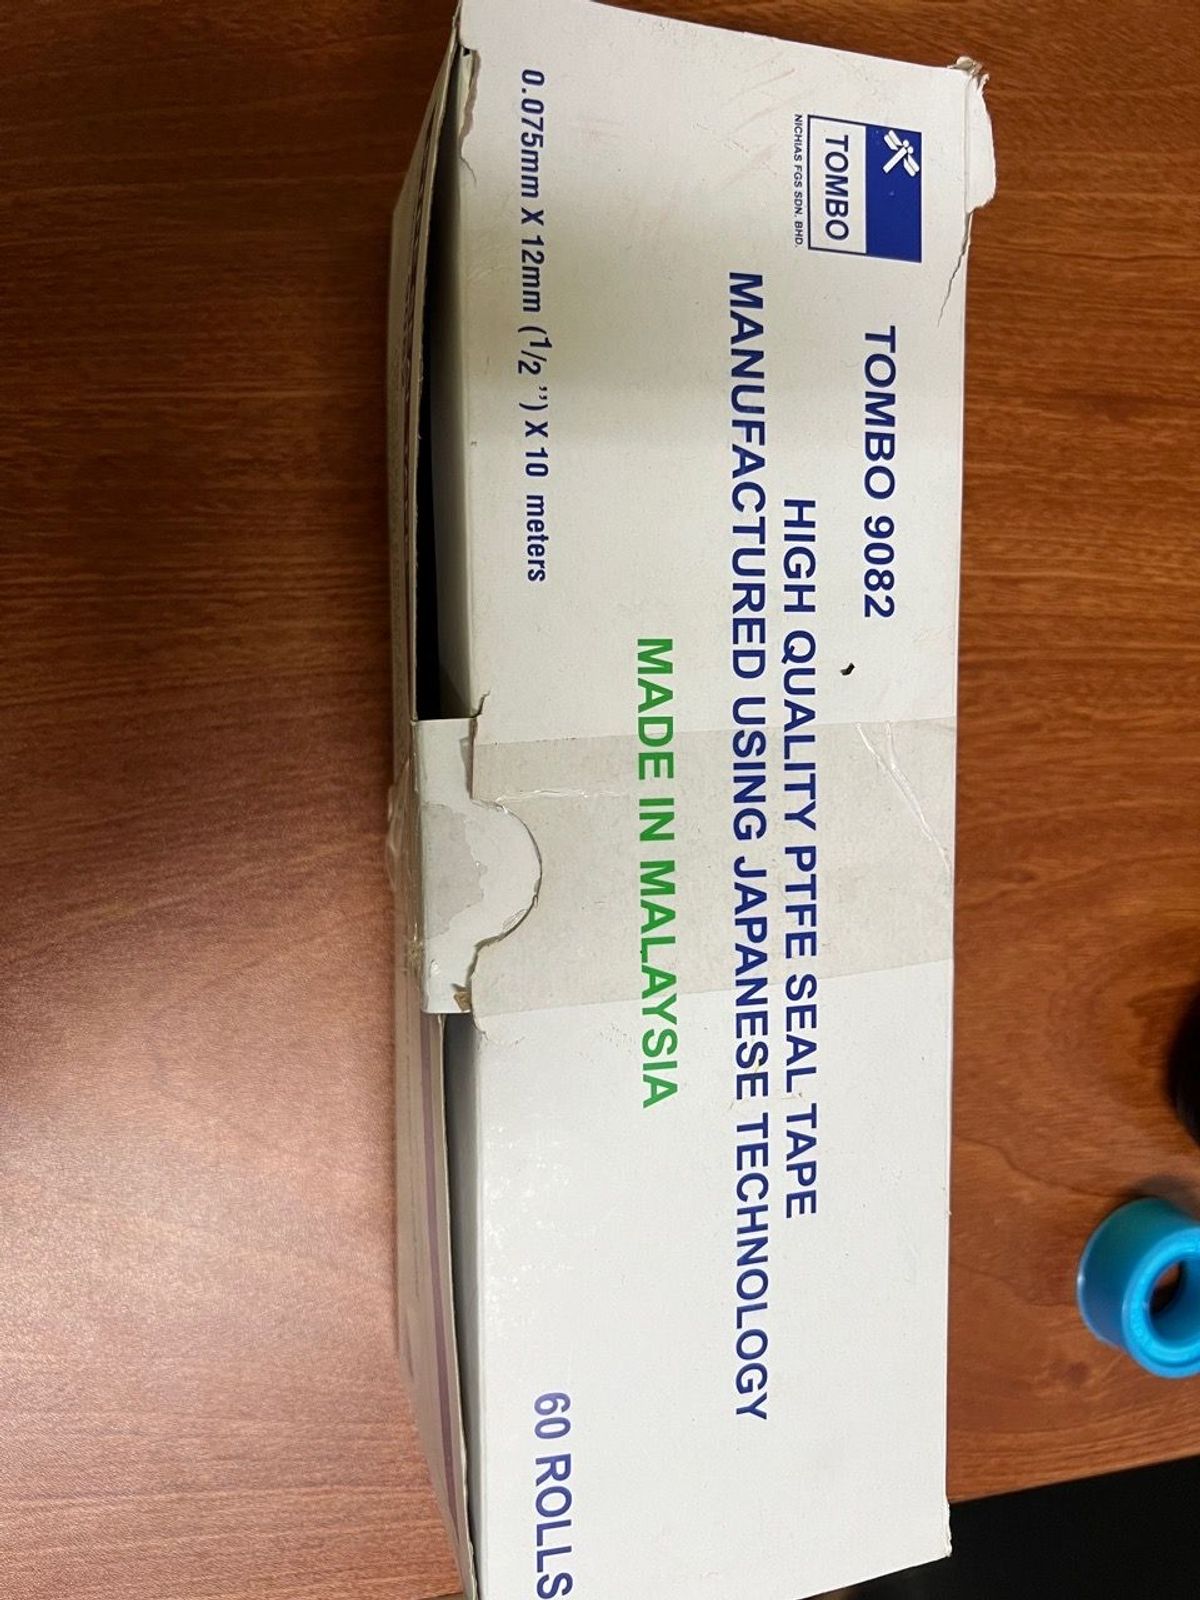 TOMBO
NICHIAS FGS SDN. BHD.
TOMBO 9082
HIGH QUALITY PTFE SEAL TAPE
MANUFACTURED USING JAPANESE TECHNOLOGY
MADE IN MALAYSIA
0.075mm X 12mm (1/2 ’’) X 10 meters
60 ROLLS